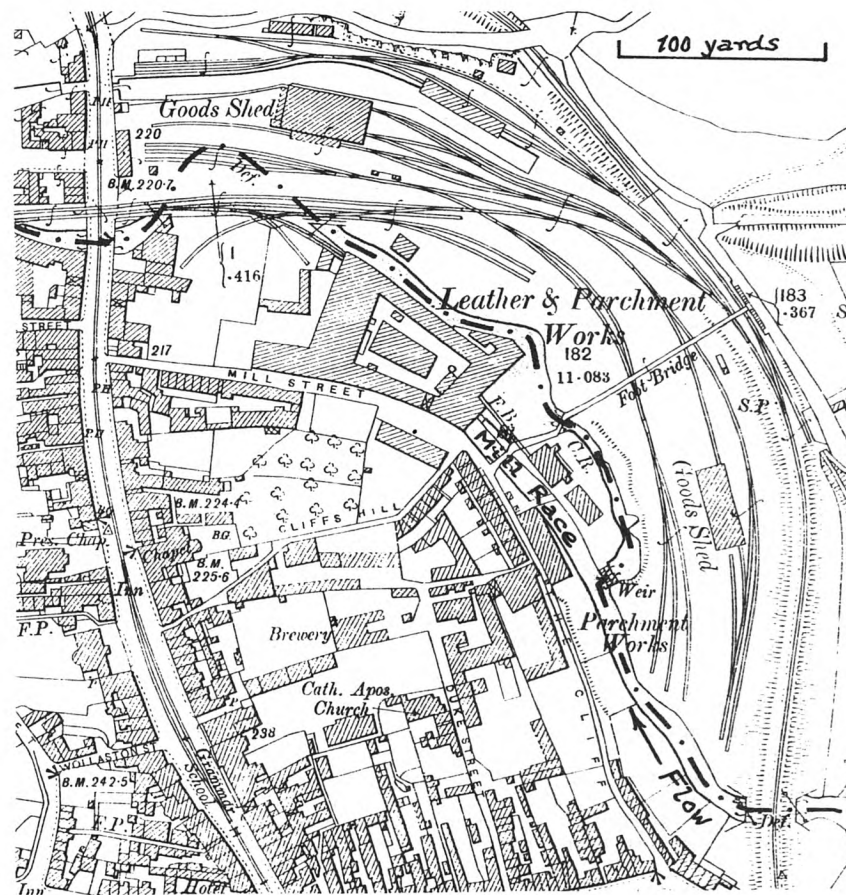 100 yards
P.H
Goods Shed
220
P.H
Def.
B.M.220·7
1
·416
183
·367
Leather & Parchment
Works
STREET
217
182
11·083
MILL STREET
Foot-Bridge
P.H
F.B.
S.P.
C.R.
P.H
Mill Race
Goods Shed
B.M.224·4
CLIFFS HILL
B.G.
Pres. Chap.
Chapel
B.M.
225·6
Inn
Weir
F.P.
Brewery
Parchment
Works
THE CLIFF
Cath. Apos.
Church
DUKE STREET
238
WOLLASTON ST
Grammar
School
Flow
B.M.242·5
F.P.
Def.
Inn
Hotel